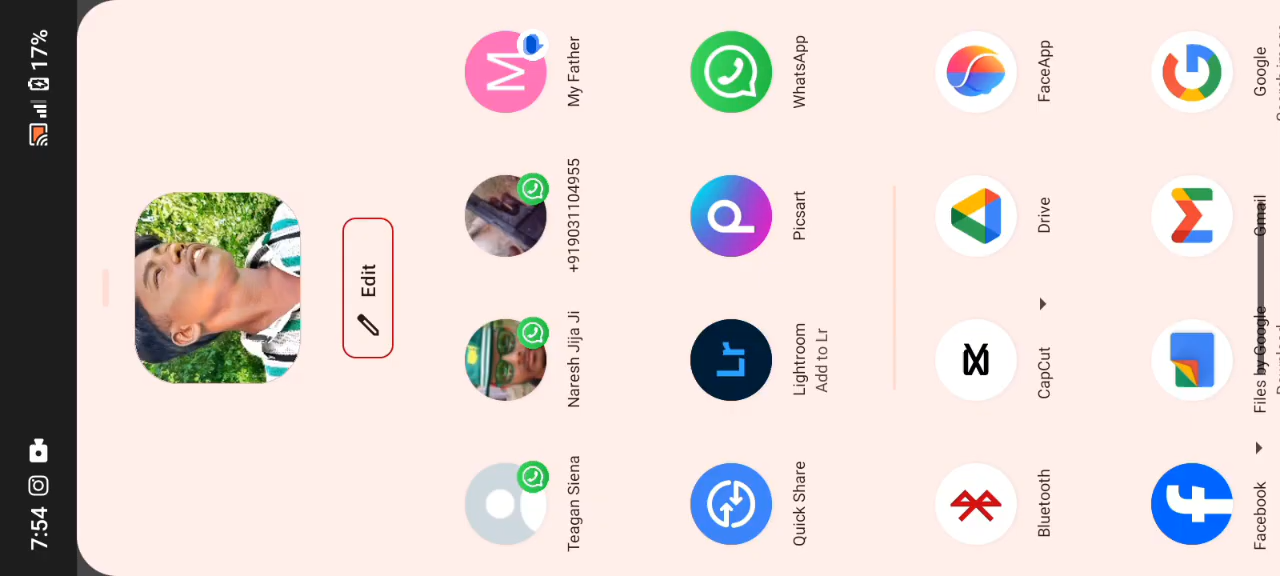 7:54
17%
Edit
Teagan Siena
Naresh Jija Ji
+919031104955
M
My Father
Quick Share
Lr
Lightroom
Add to Lr
Picsart
WhatsApp
Bluetooth
CapCut
Drive
FaceApp
Facebook
Files by Google
Gmail
Google